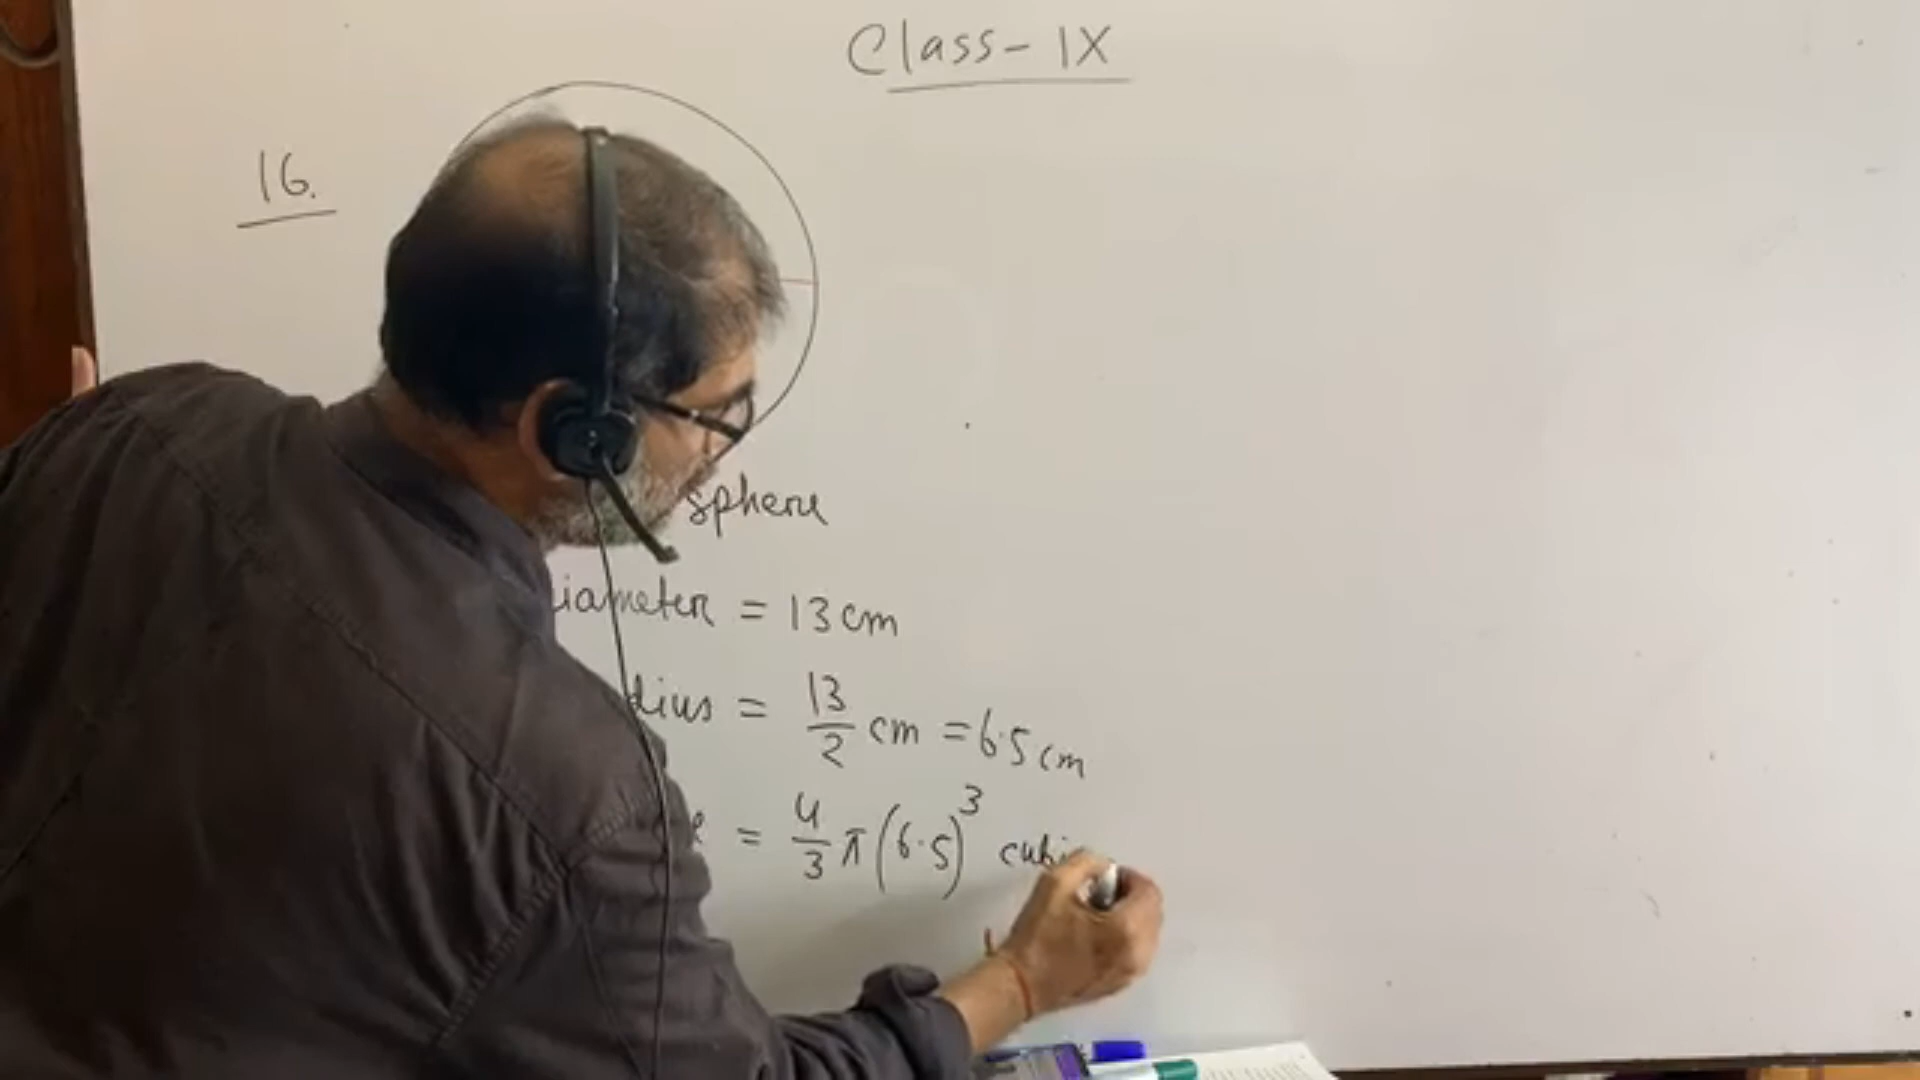 Class - IX
16.
sphere
iameter = 13 cm
dius = 13/2 cm = 6.5 cm
= 4/3 π (6.5)^3 cubi